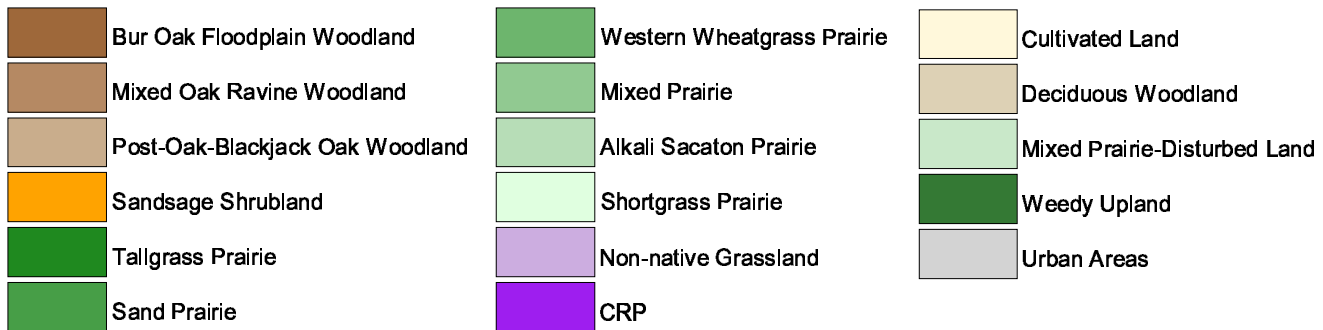 Bur Oak Floodplain Woodland
Mixed Oak Ravine Woodland
Post-Oak-Blackjack Oak Woodland
Sandsage Shrubland
Tallgrass Prairie
Sand Prairie
Western Wheatgrass Prairie
Mixed Prairie
Alkali Sacaton Prairie
Shortgrass Prairie
Non-native Grassland
CRP
Cultivated Land
Deciduous Woodland
Mixed Prairie-Disturbed Land
Weedy Upland
Urban Areas